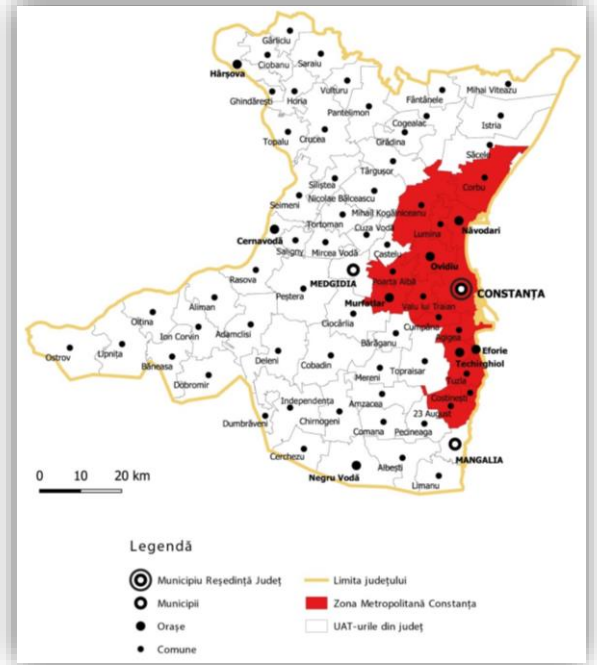 Gârliciu
Ciobanu
Saraiu
Hârșova
Vulturu
Mihai Viteazu
Ghindărești
Horia
Fântânele
Pantelimon
Cogealac
Istria
Topalu
Crucea
Grădina
Săcele
Târgușor
Siliștea
Corbu
Nicolae Bălcescu
Seimeni
Mihail Kogălniceanu
Tortoman
Cuza Vodă
Lumina
Năvodari
Cernavodă
Saligny
Mircea Vodă
Castelu
Ovidiu
Rasova
MEDGIDIA
Poarta Albă
Peștera
Murfatlar
Valu lui Traian
CONSTANȚA
Aliman
Oltina
Ciocârlia
Cumpăna
Ion Corvin
Adamclisi
Bărăganu
Agigea
Ostrov
Lipnița
Eforie
Băneasa
Deleni
Cobadin
Topraisar
Techirghiol
Dobromir
Mereni
Tuzla
Independența
Amzacea
Costinești
Dumbrăveni
Chirnogeni
23 August
Comana
Pecineaga
Cerchezu
Albești
MANGALIA
Negru Vodă
Limanu
0 10 20 km
Legendă
Municipiu Reședință Județ
Limita județului
Municipii
Zona Metropolitană Constanța
Orașe
UAT-urile din județ
Comune